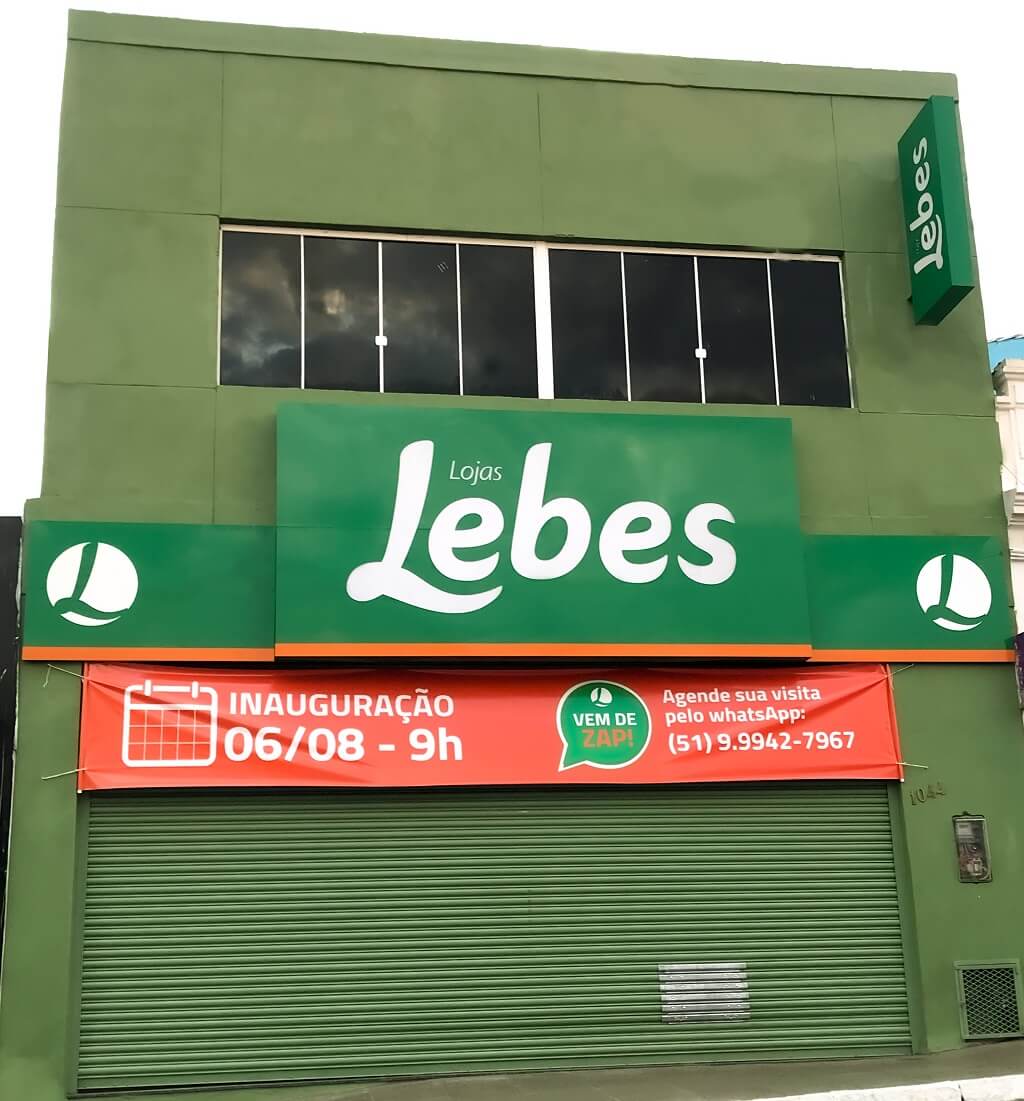 Lojas
Lebes
Lojas
Lebes
L
L
INAUGURAÇÃO
06/08 - 9h
VEM DE
ZAP!
Agende sua visita
pelo whatsApp:
(51) 9.9942-7967
1044